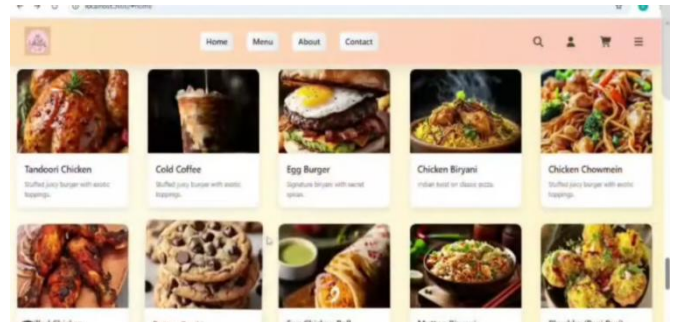 Home Menu About Contact
Tandoori Chicken
Stuffed juicy burger with exotic
toppings.
Cold Coffee
Stuffed juicy burger with exotic
toppings.
Egg Burger
Signature biryani with secret
spices.
Chicken Biryani
Indian twist on classic pizza.
Chicken Chowmein
Stuffed juicy burger with exotic
toppings.